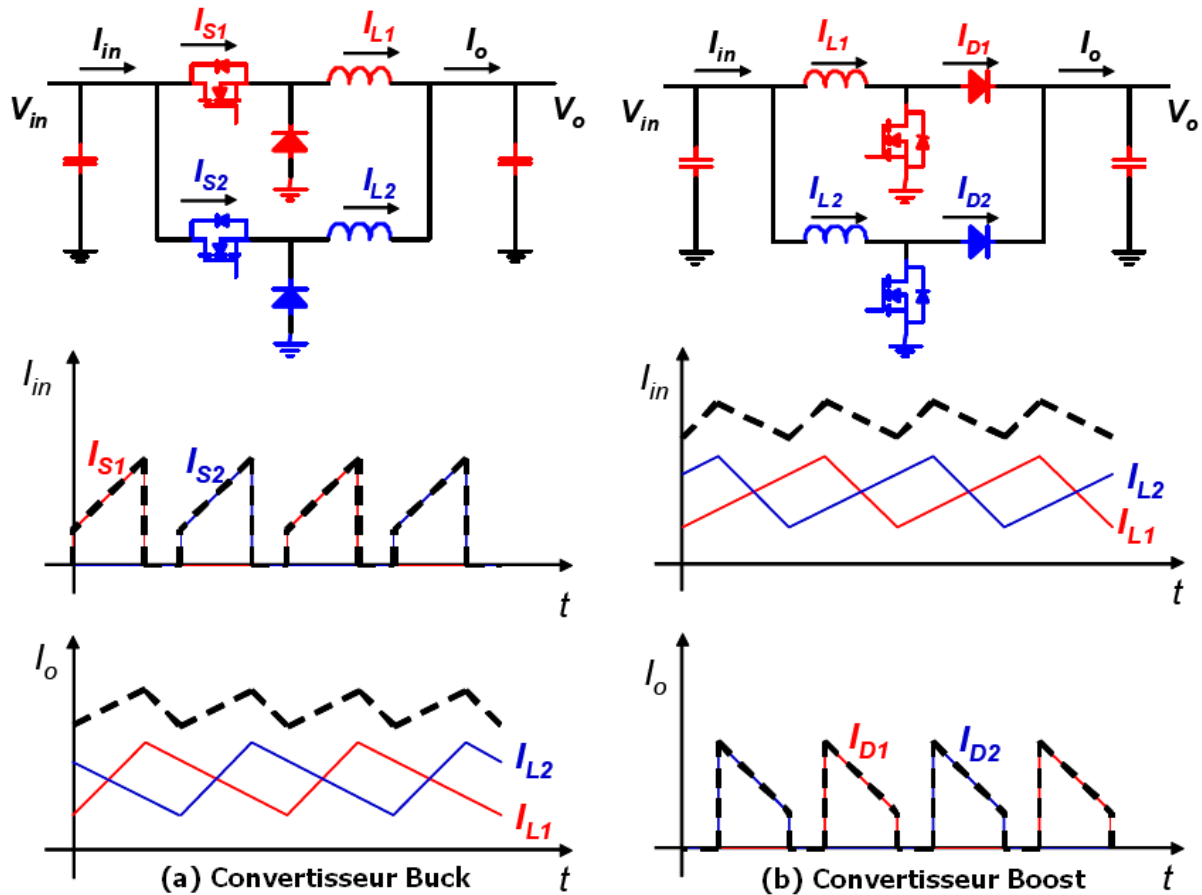 I_in I_S1 I_L1 I_o
V_in V_o
I_S2 I_L2
I_in
I_S1 I_S2
t
I_o
I_L2
I_L1
t
(a) Convertisseur Buck
I_in I_L1 I_D1 I_o
V_in V_o
I_L2 I_D2
I_in
I_L2
I_L1
t
I_o
I_D1 I_D2
t
(b) Convertisseur Boost